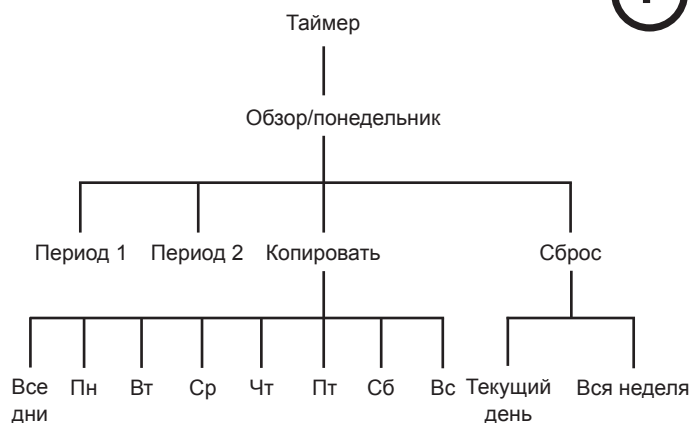 Таймер
Обзор/понедельник
Период 1 Период 2 Копировать Сброс
Все Пн Вт Ср Чт Пт Сб Вс Текущий Вся неделя
дни день